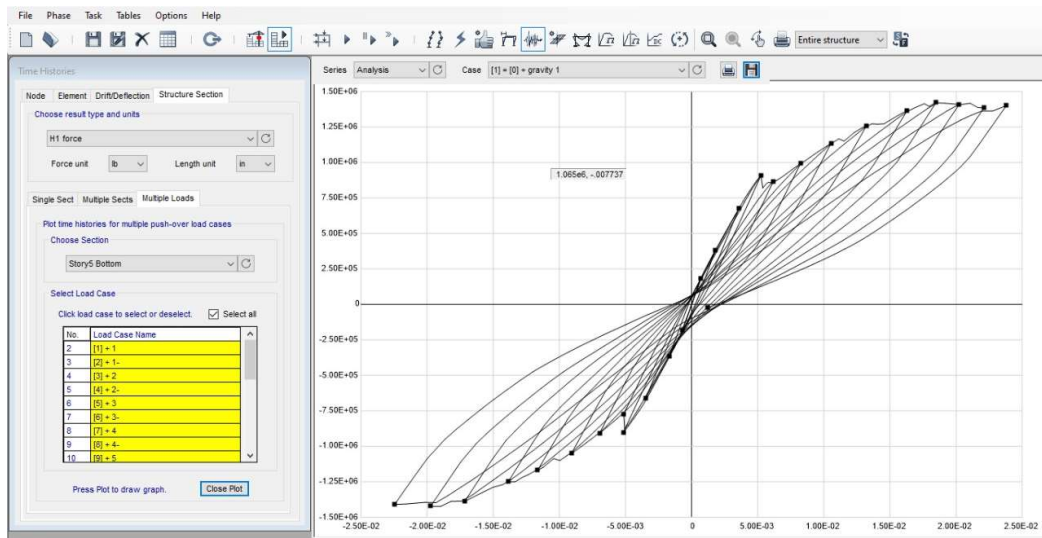 File Phase Task Tables Options Help
Entire structure
Time Histories
Node Element Drift/Deflection Structure Section
Choose result type and units
H1 force
Force unit lb Length unit in
Single Sect Multiple Sects Multiple Loads
Plot time histories for multiple push-over load cases
Choose Section
Story5 Bottom
Select Load Case
Click load case to select or deselect. Select all
No. Load Case Name
2 [1] + 1
3 [2] + 1-
4 [3] + 2
5 [4] + 2-
6 [5] + 3
7 [6] + 3-
8 [7] + 4
9 [8] + 4-
10 [9] + 5
Press Plot to draw graph. Close Plot
Series Analysis Case [1] = [0] + gravity 1
1.50E+06
1.25E+06
1.00E+06
7.50E+05
5.00E+05
2.50E+05
0
-2.50E+05
-5.00E+05
-7.50E+05
-1.00E+06
-1.25E+06
-1.50E+06
1.065e6, -.007737
-2.50E-02 -2.00E-02 -1.50E-02 -1.00E-02 -5.00E-03 0 5.00E-03 1.00E-02 1.50E-02 2.00E-02 2.50E-02